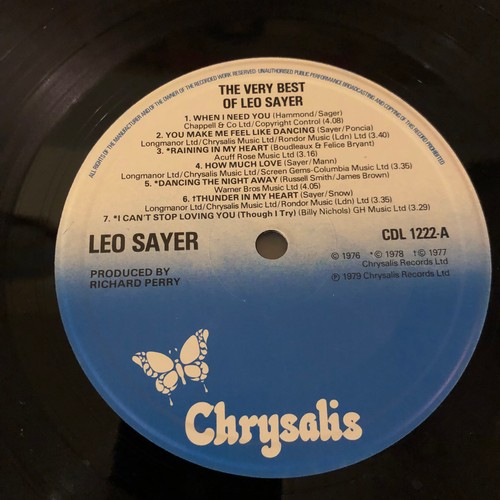 ALL RIGHTS OF THE MANUFACTURER AND OF THE OWNER OF THE RECORDED WORK RESERVED · UNAUTHORISED PUBLIC PERFORMANCE BROADCASTING AND COPYING OF THIS RECORD PROHIBITED.
THE VERY BEST
OF LEO SAYER
1. WHEN I NEED YOU (Hammond/Sager)
Chappell & Co Ltd/Copyright Control (4.08)
2. YOU MAKE ME FEEL LIKE DANCING (Sayer/Poncia)
Longmanor Ltd/Chrysalis Music Ltd/Rondor Music (Ldn) Ltd (3.40)
3. *RAINING IN MY HEART (Boudleaux & Felice Bryant)
Acuff Rose Music Ltd 3.16)
4. HOW MUCH LOVE (Sayer/Mann)
Longmanor Ltd/Chrysalis Music Ltd/Screen Gems-Columbia Music Ltd) 3.35)
5. *DANCING THE NIGHT AWAY (Russell Smith/James Brown)
Warner Bros Music Ltd (4.05)
6. †THUNDER IN MY HEART (Sayer/Snow)
Longmanor Ltd/Chrysalis Music Ltd/Rondor Music (Ldn) Ltd (3.35)
7. *I CAN'T STOP LOVING YOU (Though I Try) (Billy Nichols) GH Music Ltd (3.29)
LEO SAYER
CDL 1222-A
PRODUCED BY
RICHARD PERRY
© 1976 *© 1978 †© 1977
Chrysalis Records Ltd
℗ 1979 Chrysalis Records Ltd
Chrysalis